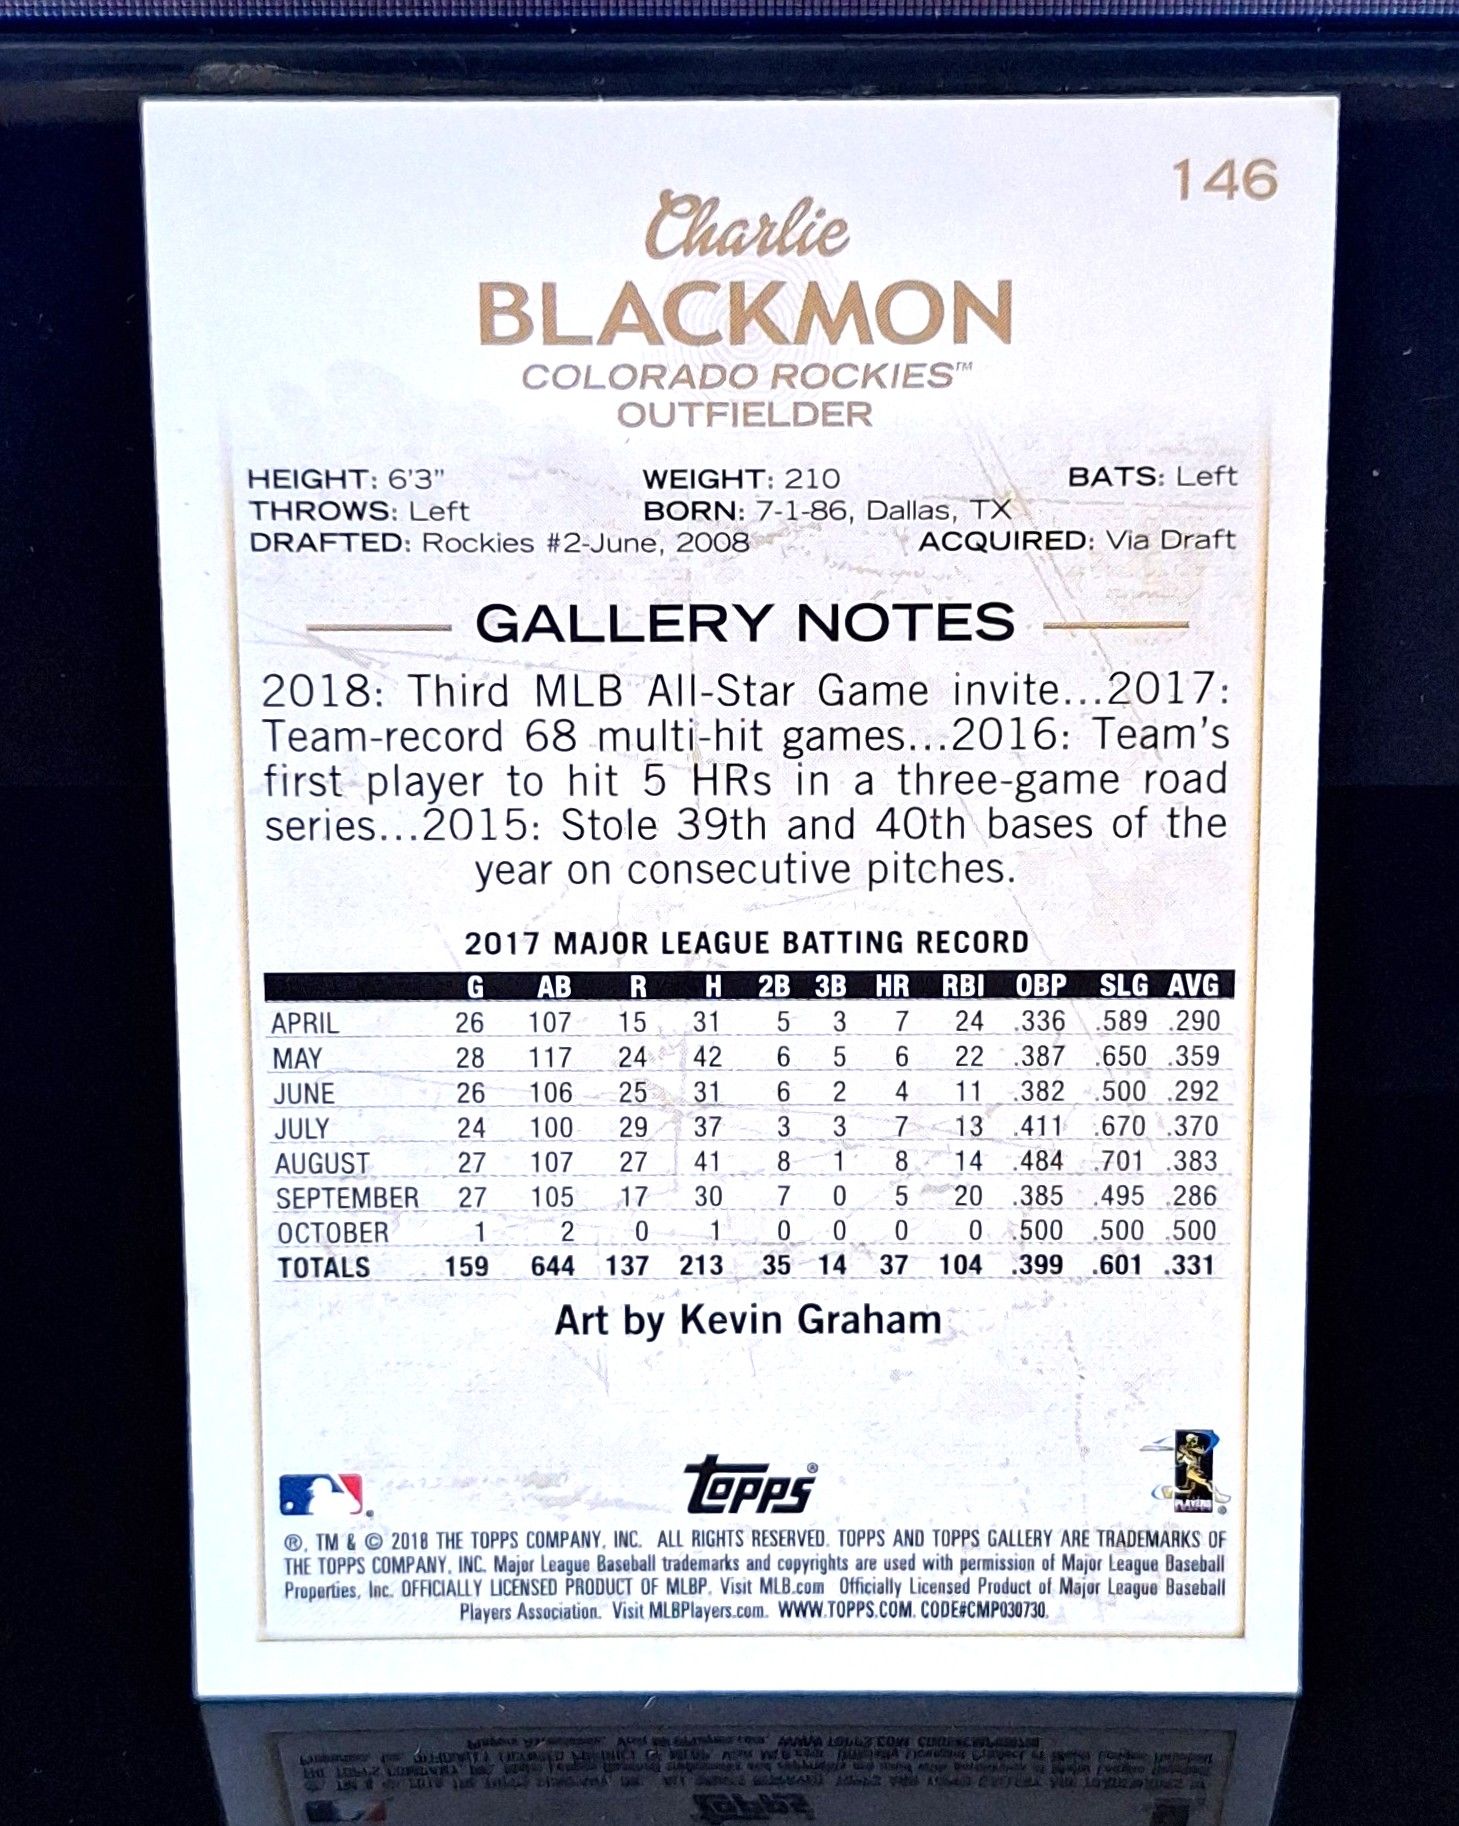 146
Charlie
BLACKMON
COLORADO ROCKIES™
OUTFIELDER
HEIGHT: 6'3" WEIGHT: 210 BATS: Left
THROWS: Left BORN: 7-1-86, Dallas, TX
DRAFTED: Rockies #2-June, 2008 ACQUIRED: Via Draft
GALLERY NOTES
2018: Third MLB All-Star Game invite...2017:
Team-record 68 multi-hit games...2016: Team's
first player to hit 5 HRs in a three-game road
series...2015: Stole 39th and 40th bases of the
year on consecutive pitches.
2017 MAJOR LEAGUE BATTING RECORD
G AB R H 2B 3B HR RBI OBP SLG AVG
APRIL 26 107 15 31 5 3 7 24 .336 .589 .290
MAY 28 117 24 42 6 5 6 22 .387 .650 .359
JUNE 26 106 25 31 6 2 4 11 .382 .500 .292
JULY 24 100 29 37 3 3 7 13 .411 .670 .370
AUGUST 27 107 27 41 8 1 8 14 .484 .701 .383
SEPTEMBER 27 105 17 30 7 0 5 20 .385 .495 .286
OCTOBER 1 2 0 1 0 0 0 0 .500 .500 .500
TOTALS 159 644 137 213 35 14 37 104 .399 .601 .331
Art by Kevin Graham
Topps®
PLAYERS ®
®, TM & © 2018 THE TOPPS COMPANY, INC. ALL RIGHTS RESERVED. TOPPS AND TOPPS GALLERY ARE TRADEMARKS OF
THE TOPPS COMPANY, INC. Major League Baseball trademarks and copyrights are used with permission of Major League Baseball
Properties, Inc. OFFICIALLY LICENSED PRODUCT OF MLBP. Visit MLB.com Officially Licensed Product of Major League Baseball
Players Association. Visit MLBPlayers.com. WWW.TOPPS.COM. CODE#CMP030730.